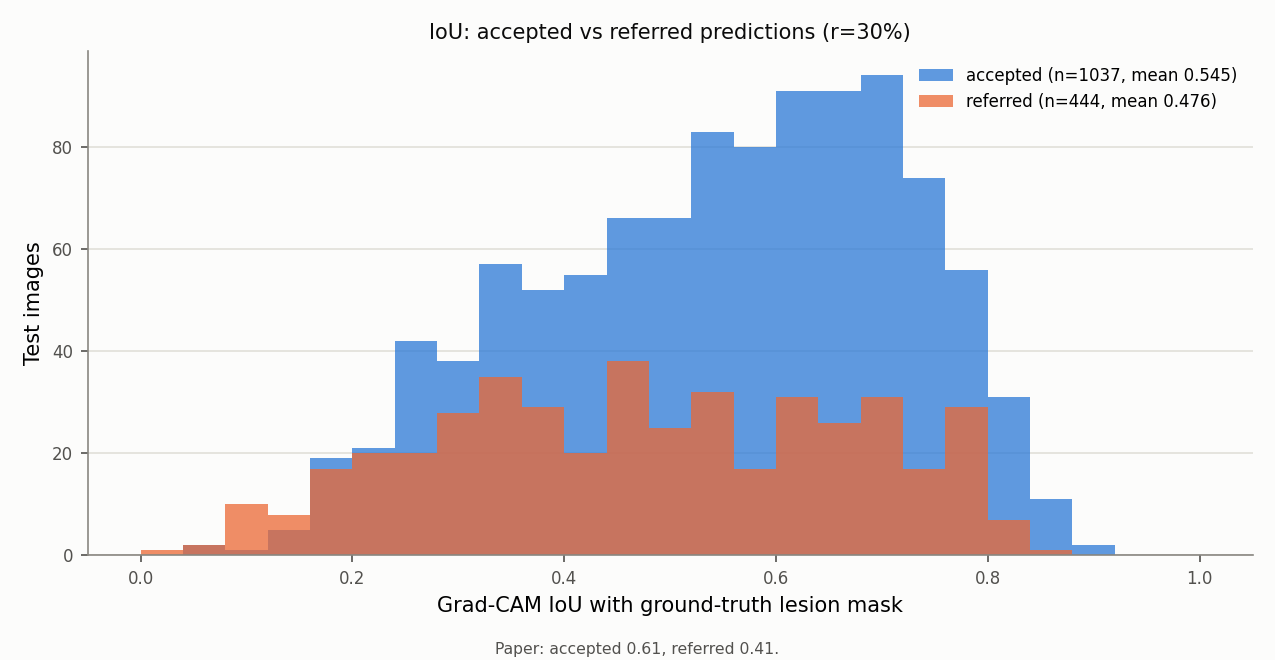 IoU: accepted vs referred predictions (r=30%)
accepted (n=1037, mean 0.545)
referred (n=444, mean 0.476)
Test images
80
60
40
20
0
0.0 0.2 0.4 0.6 0.8 1.0
Grad-CAM IoU with ground-truth lesion mask
Paper: accepted 0.61, referred 0.41.